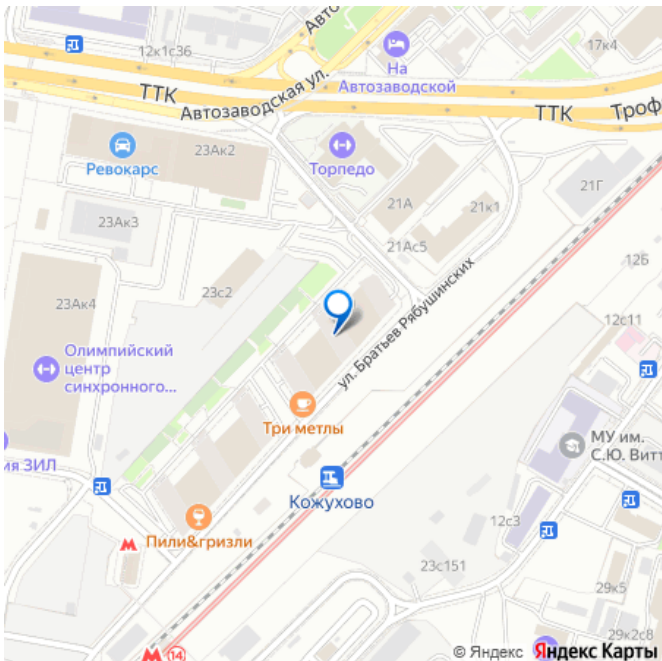 Авто
12к1с36
17к4
На
Автозаводской
ТТК
Автозаводская ул.
ТТК
Троф
23Ак2
Ревокарс
Торпедо
21Г
21А
21к1
23Ак3
21Ас5
12Б
23с2
23Ак4
ул. Братьев Рябушинских
12с11
Олимпийский
центр
синхронного...
Три метлы
МУ им.
С.Ю. Витт
ия ЗИЛ
Кожухово
Пили&гризли
12с3
23с151
29к5
29к2с8
14
© Яндекс Яндекс Карты